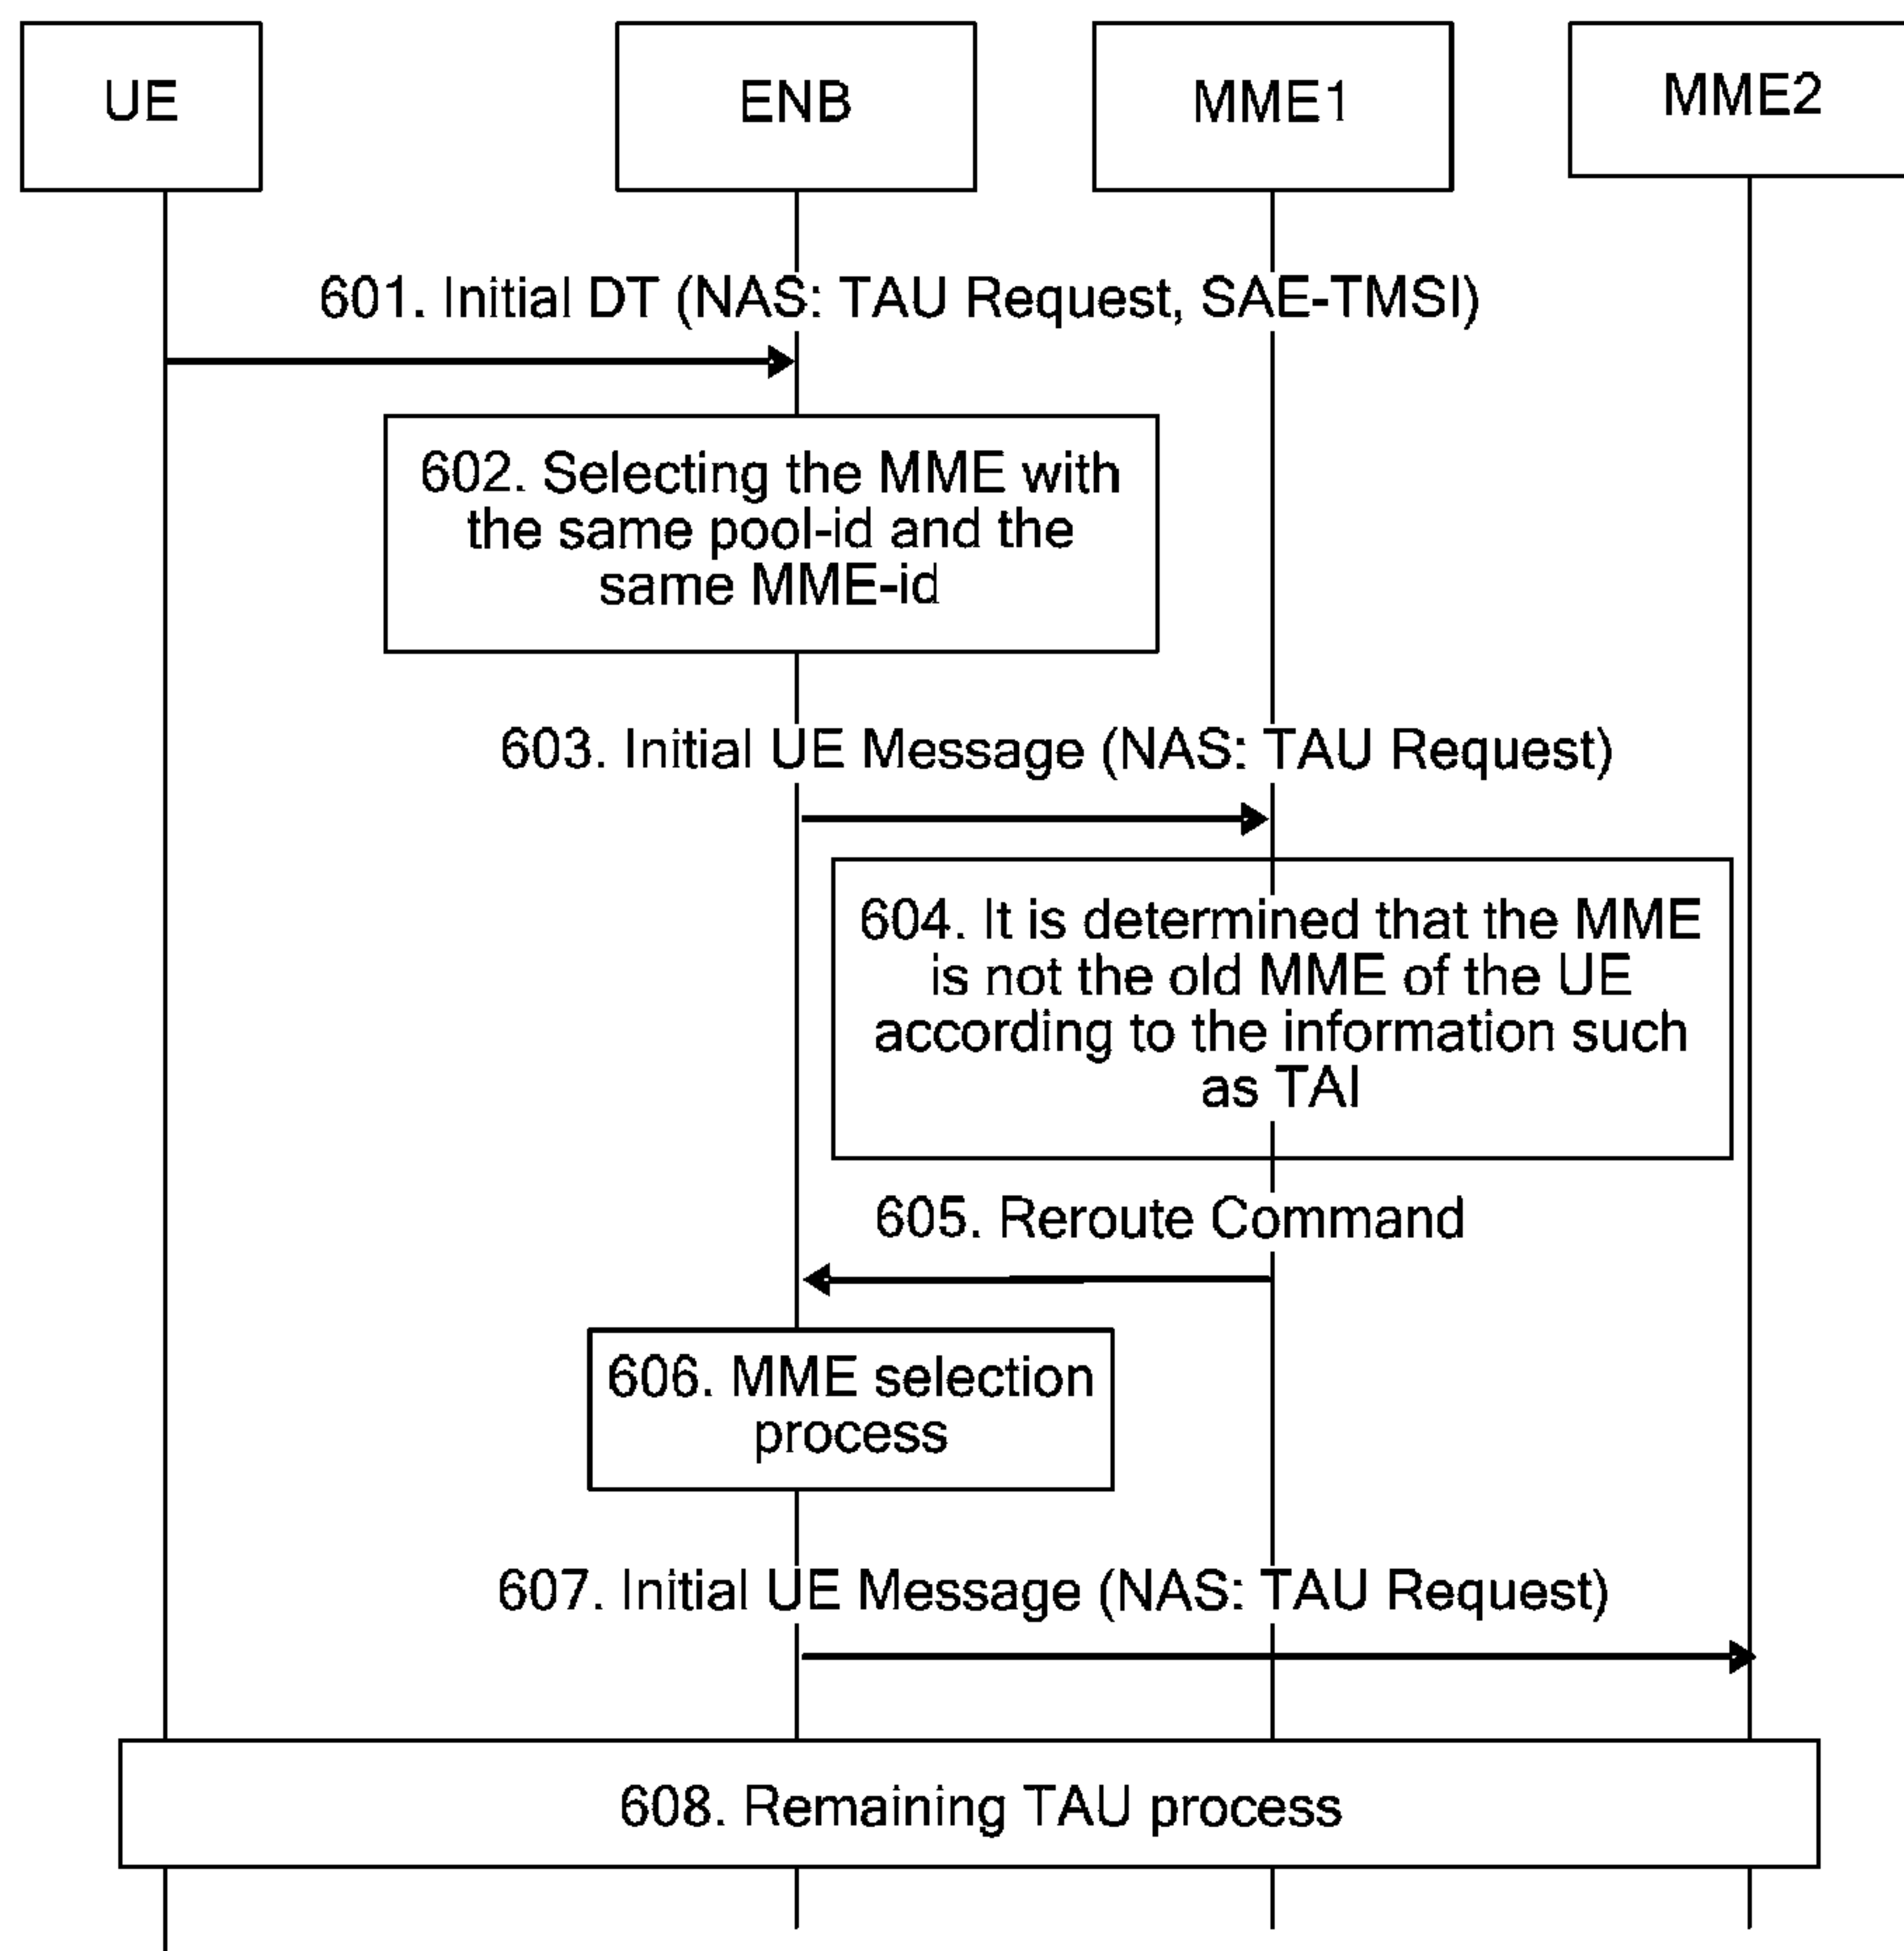 UE
ENB
MME1
MME2
601. Initial DT (NAS: TAU Request, SAE-TMSI)
602. Selecting the MME with
the same pool-id and the
same MME-id
603. Initial UE Message (NAS: TAU Request)
604. It is determined that the MME
is not the old MME of the UE
according to the information such
as TAI
605. Reroute Command
606. MME selection
process
607. Initial UE Message (NAS: TAU Request)
608. Remaining TAU process